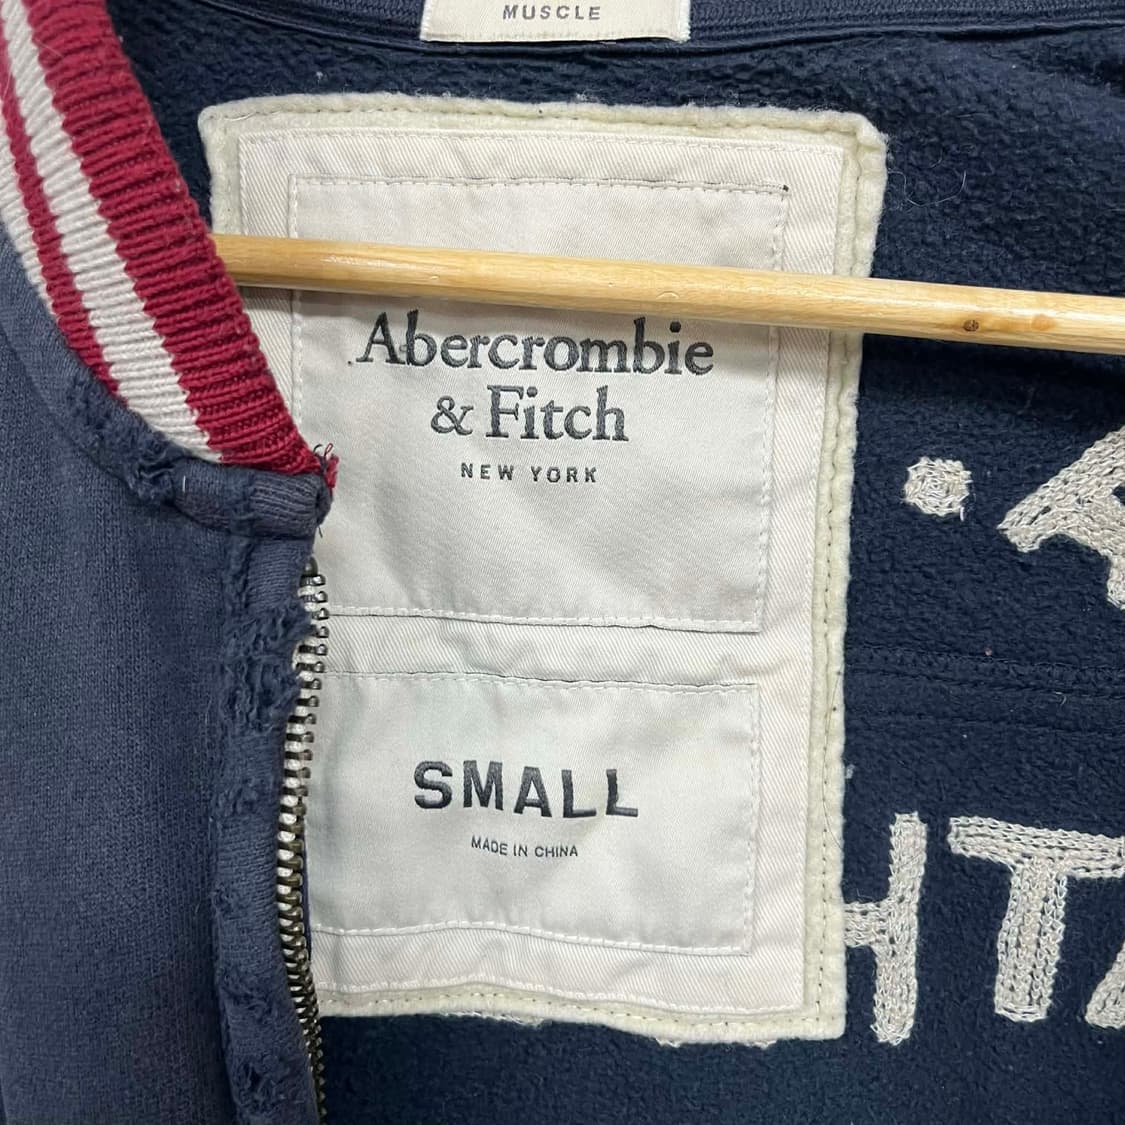 MUSCLE
Abercrombie
& Fitch
NEW YORK
SMALL
MADE IN CHINA